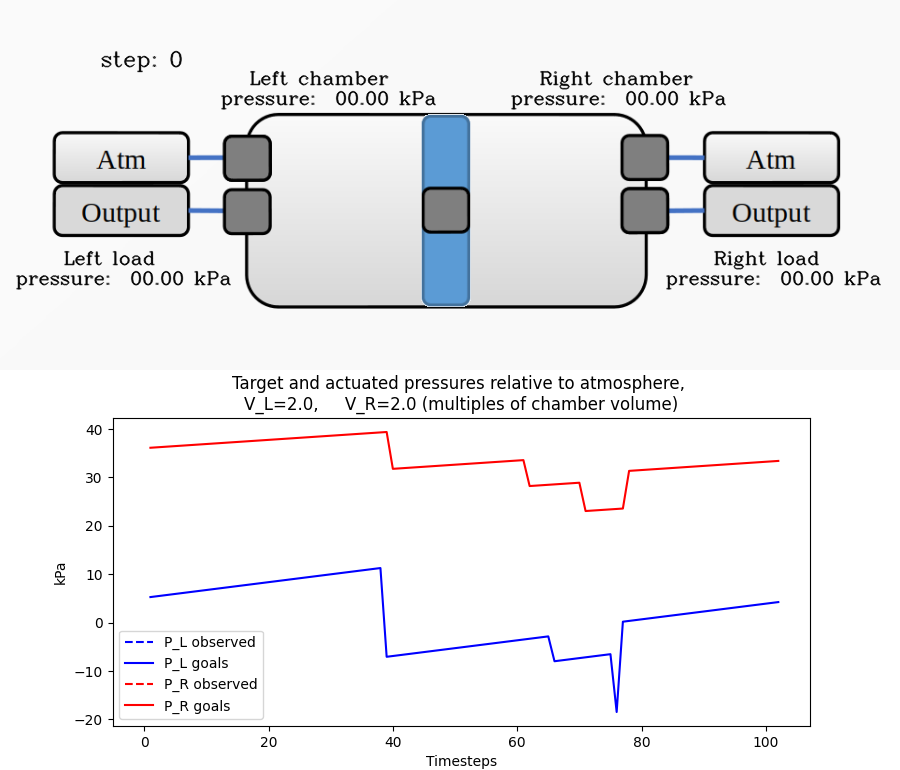 step: 0
Left chamber
pressure: 00.00 kPa
Right chamber
pressure: 00.00 kPa
Atm
Output
Atm
Output
Left load
pressure: 00.00 kPa
Right load
pressure: 00.00 kPa
Target and actuated pressures relative to atmosphere,
V_L=2.0, V_R=2.0 (multiples of chamber volume)
40
30
20
10
0
−10
−20
kPa
P_L observed
P_L goals
P_R observed
P_R goals
0 20 40 60 80 100
Timesteps